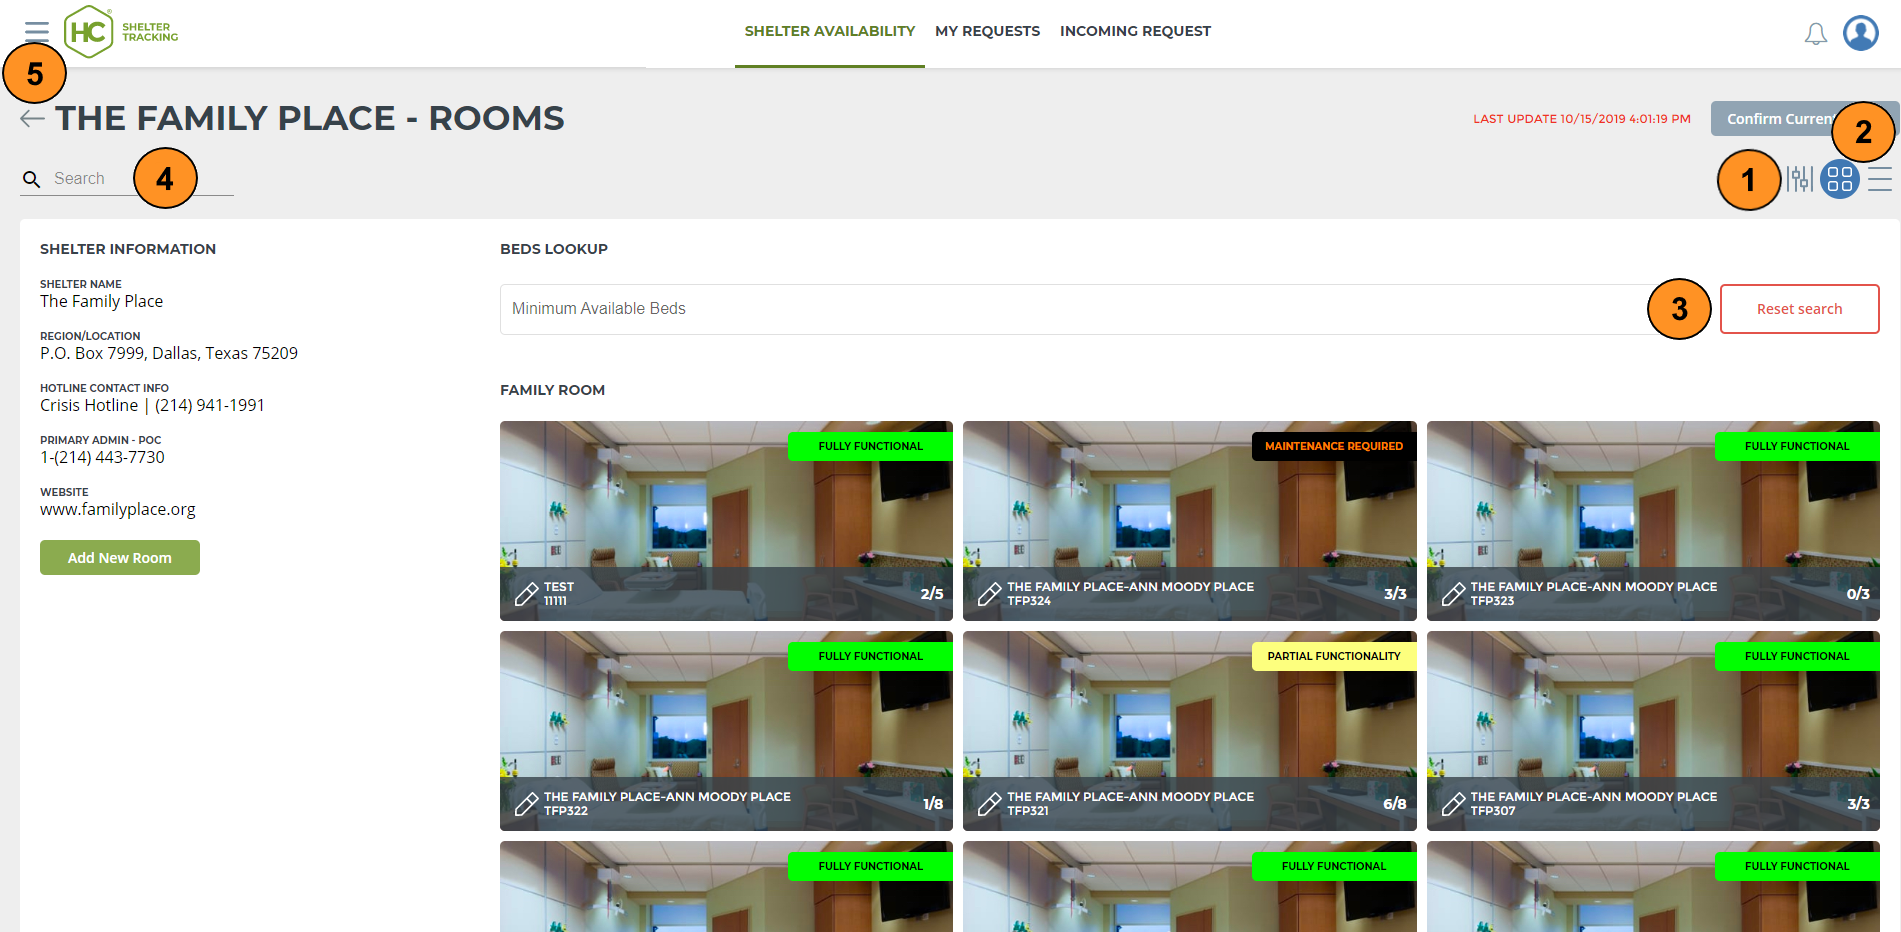 HC® SHELTER
TRACKING
SHELTER AVAILABILITY MY REQUESTS INCOMING REQUEST
5
THE FAMILY PLACE - ROOMS
LAST UPDATE 10/15/2019 4:01:19 PM
Confirm Curren
2
Search
4
1
SHELTER INFORMATION
SHELTER NAME
The Family Place
REGION/LOCATION
P.O. Box 7999, Dallas, Texas 75209
HOTLINE CONTACT INFO
Crisis Hotline | (214) 941-1991
PRIMARY ADMIN - POC
1-(214) 443-7730
WEBSITE
www.familyplace.org
Add New Room
BEDS LOOKUP
Minimum Available Beds
3
Reset search
FAMILY ROOM
FULLY FUNCTIONAL
TEST
11111
2/5
MAINTENANCE REQUIRED
THE FAMILY PLACE-ANN MOODY PLACE
TFP324
3/3
FULLY FUNCTIONAL
THE FAMILY PLACE-ANN MOODY PLACE
TFP323
0/3
FULLY FUNCTIONAL
THE FAMILY PLACE-ANN MOODY PLACE
TFP322
1/8
PARTIAL FUNCTIONALITY
THE FAMILY PLACE-ANN MOODY PLACE
TFP321
6/8
FULLY FUNCTIONAL
THE FAMILY PLACE-ANN MOODY PLACE
TFP307
3/3
FULLY FUNCTIONAL
FULLY FUNCTIONAL
FULLY FUNCTIONAL